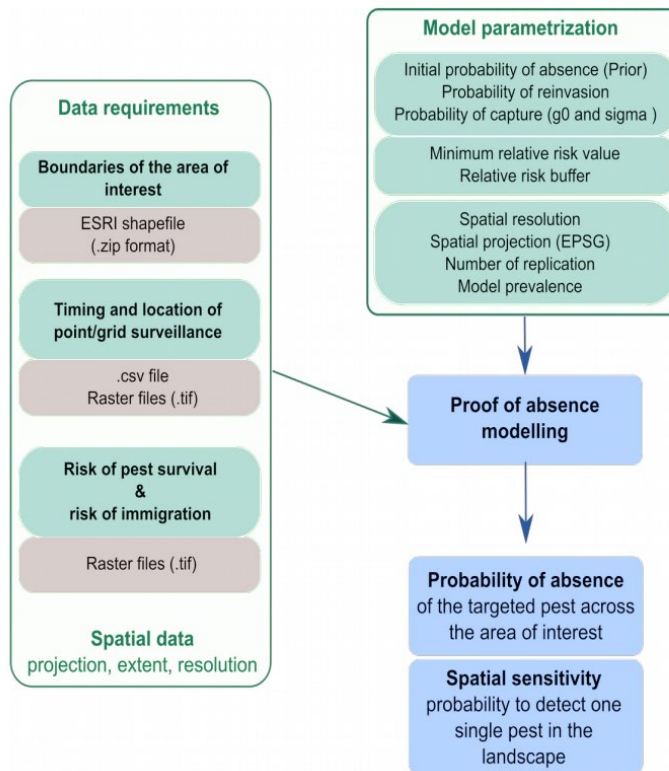 Data requirements
Boundaries of the area of
interest
ESRI shapefile
(.zip format)
Timing and location of
point/grid surveillance
.csv file
Raster files (.tif)
Risk of pest survival
&
risk of immigration
Raster files (.tif)
Spatial data
projection, extent, resolution
Model parametrization
Initial probability of absence (Prior)
Probability of reinvasion
Probability of capture (g0 and sigma )
Minimum relative risk value
Relative risk buffer
Spatial resolution
Spatial projection (EPSG)
Number of replication
Model prevalence
Proof of absence
modelling
Probability of absence
of the targeted pest across
the area of interest
Spatial sensitivity
probability to detect one
single pest in the
landscape